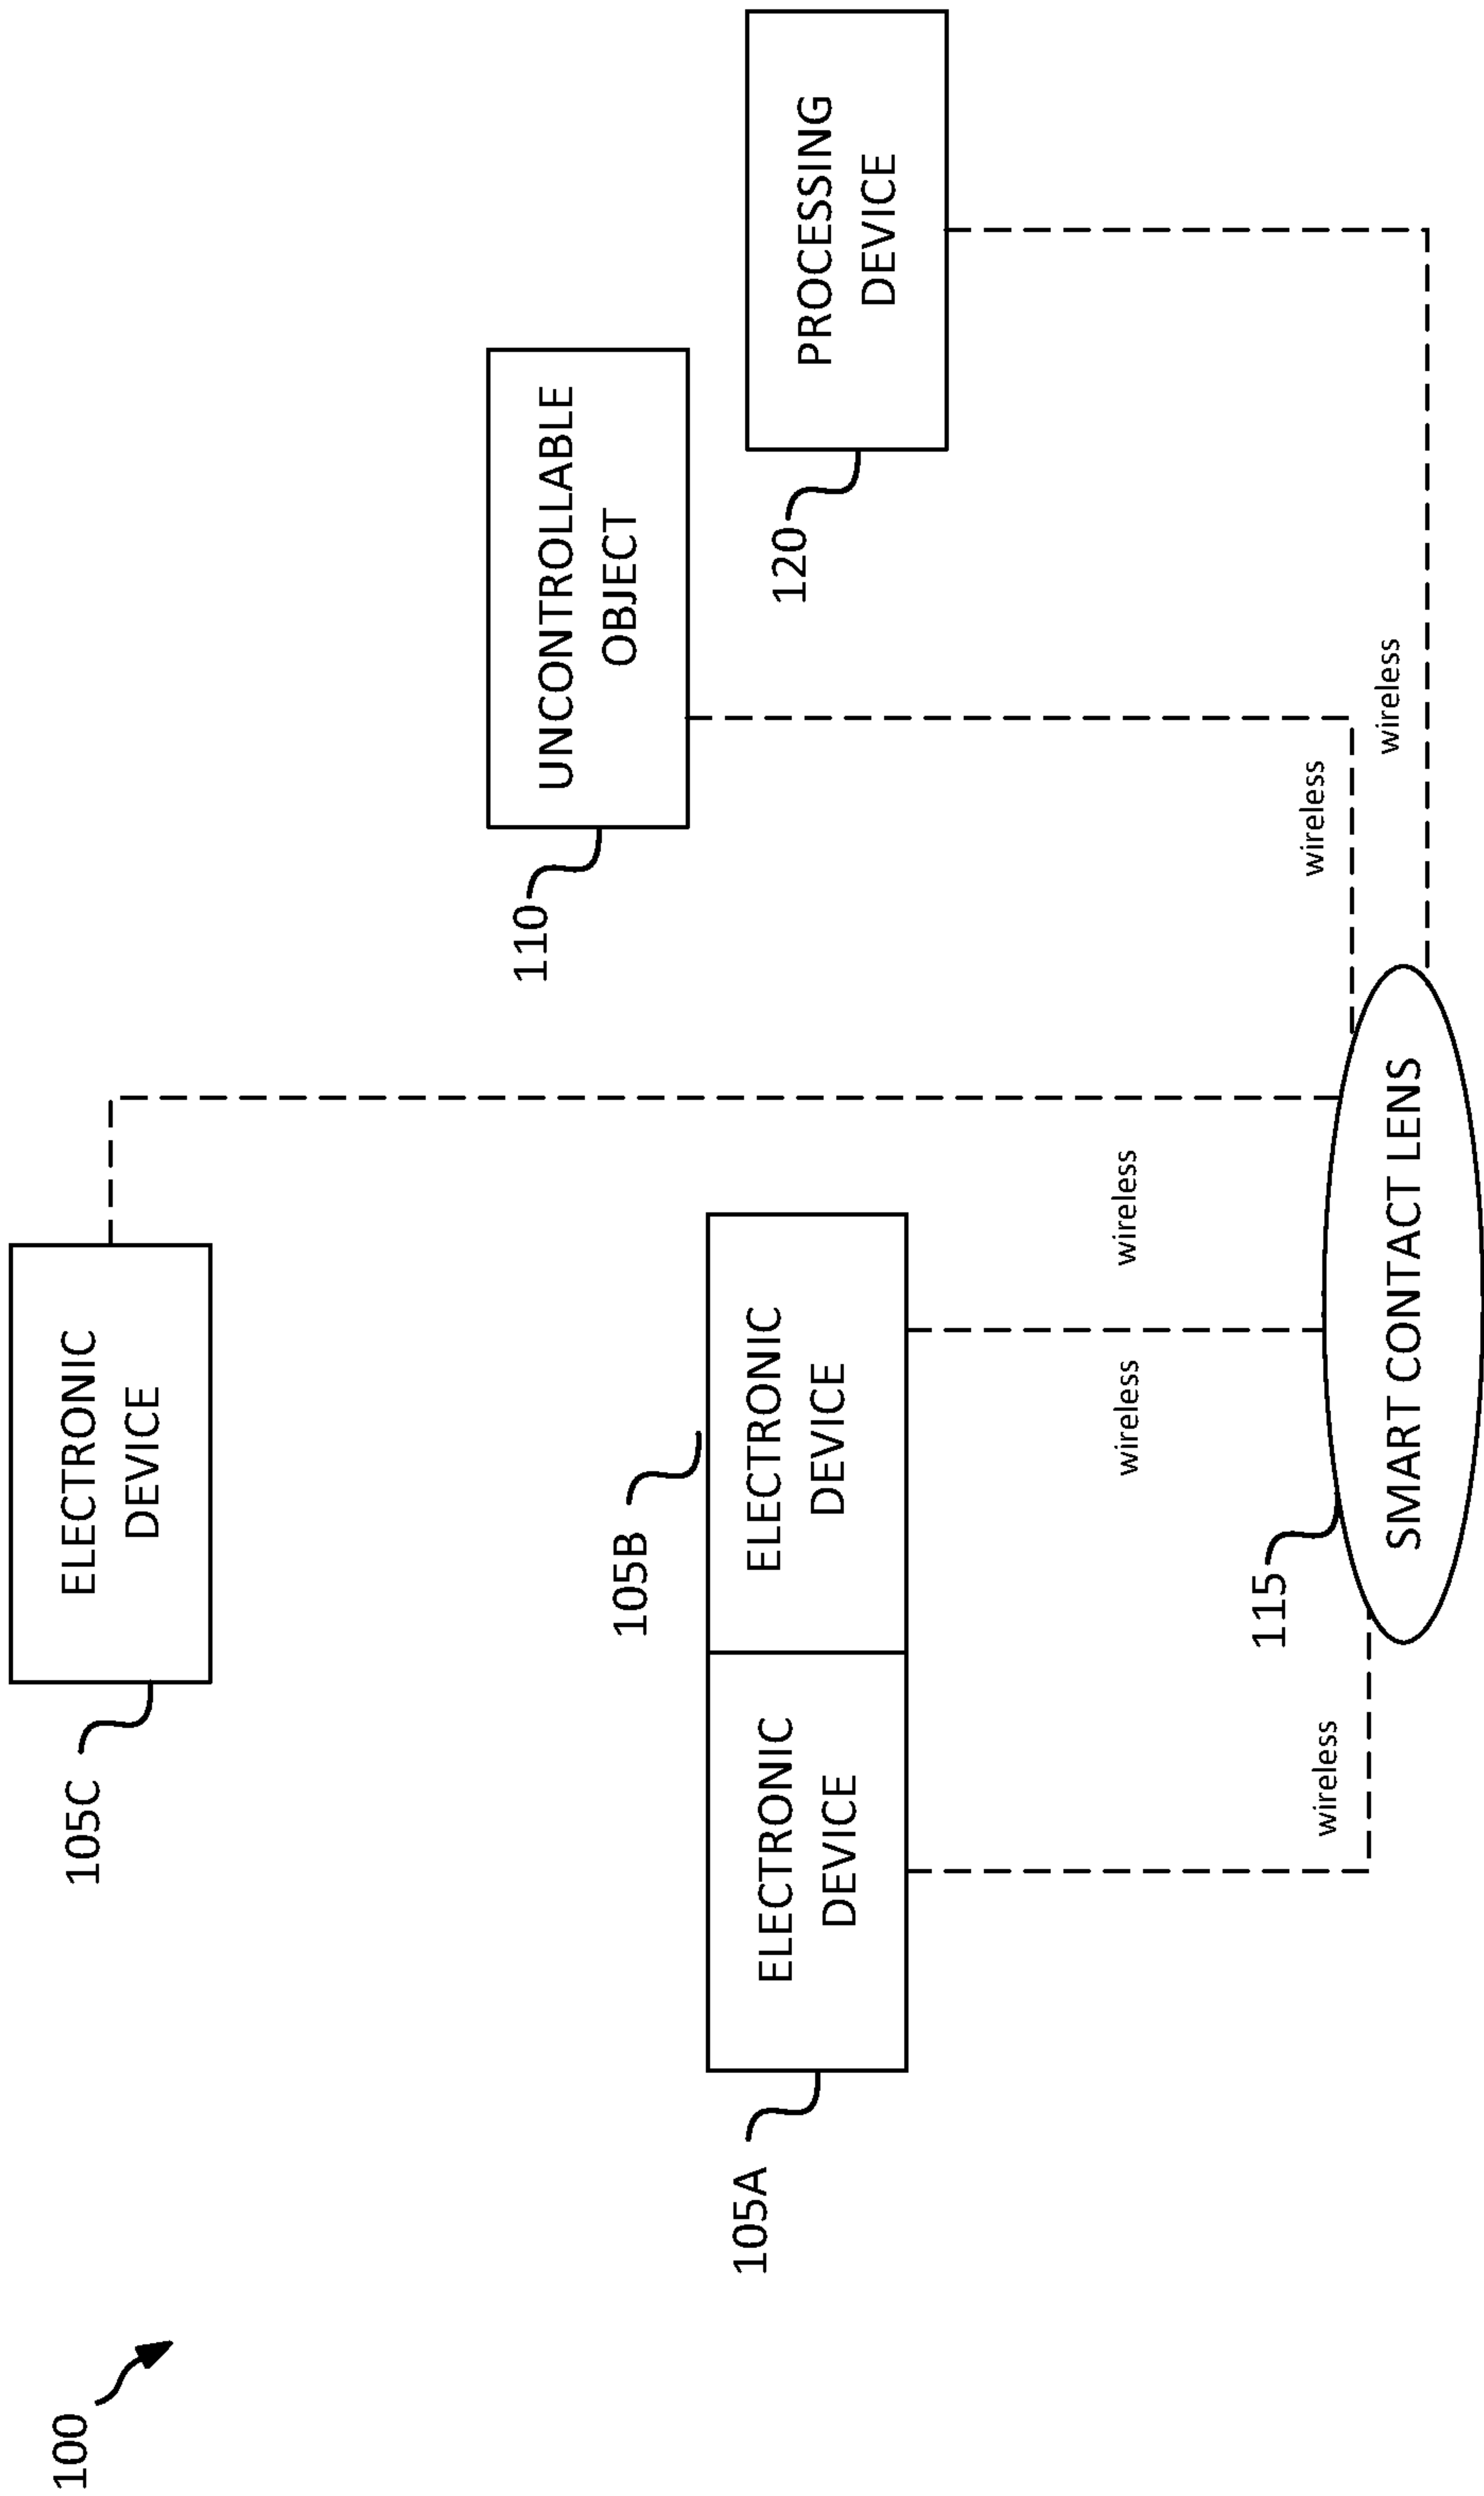 100
105C
ELECTRONIC
DEVICE
110
UNCONTROLLABLE
OBJECT
105B
105A
ELECTRONIC
DEVICE
ELECTRONIC
DEVICE
120
PROCESSING
DEVICE
wireless
wireless
wireless
wireless
wireless
115
SMART CONTACT LENS